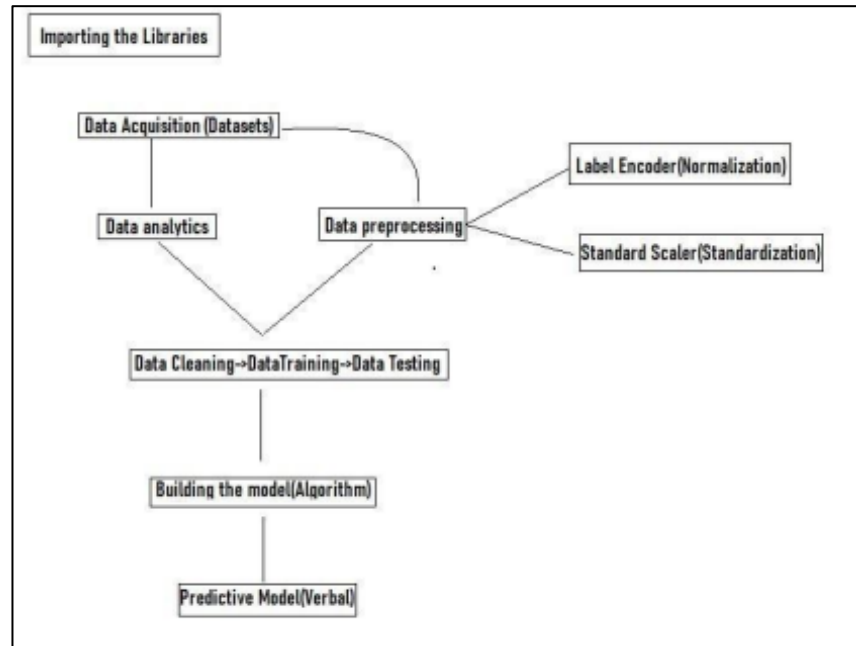 Importing the Libraries
Data Acquisition (Datasets)
Label Encoder(Normalization)
Data analytics
Data preprocessing
Standard Scaler(Standardization)
Data Cleaning->DataTraining->Data Testing
Building the model(Algorithm)
Predictive Model(Verbal)